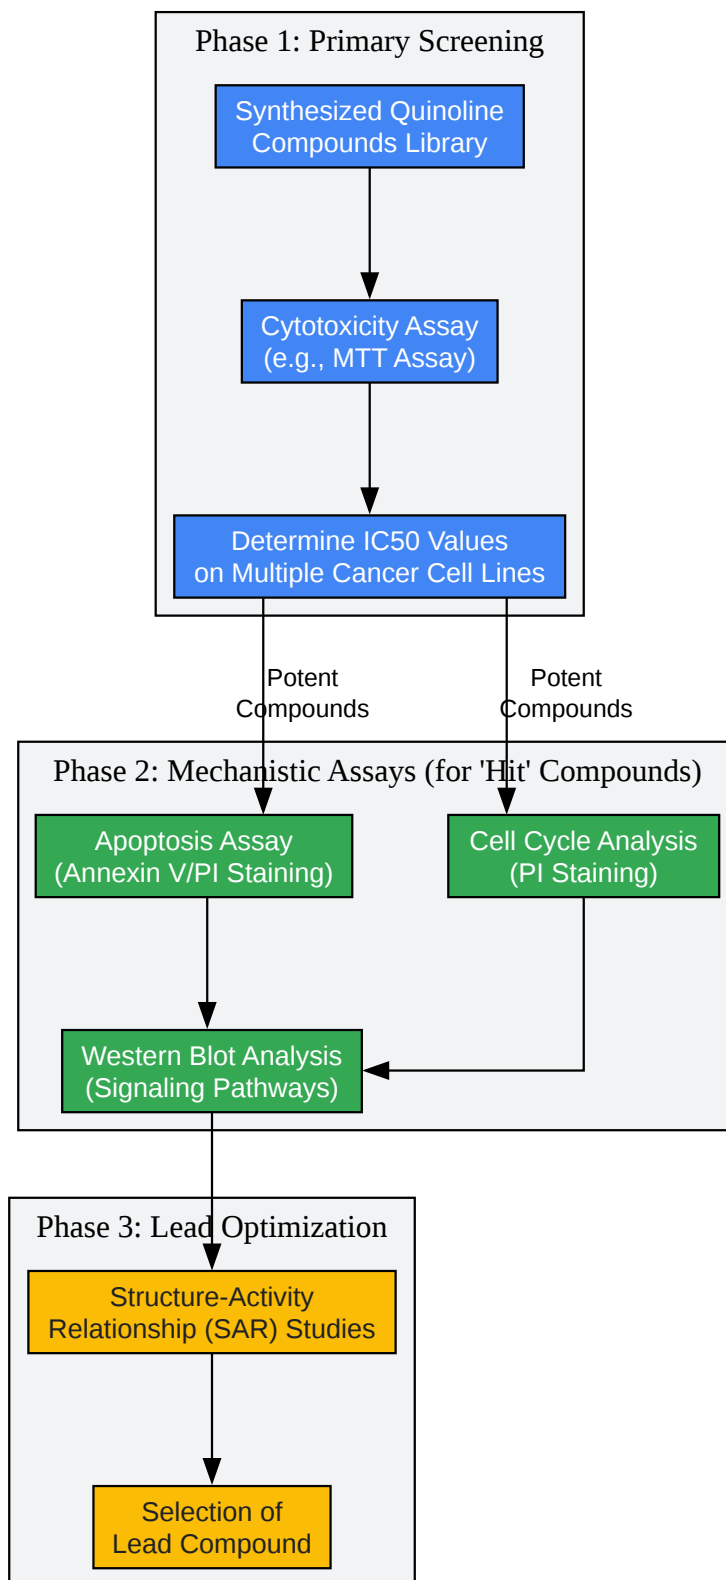 Phase 1: Primary Screening
Synthesized Quinoline
Compounds Library
Cytotoxicity Assay
(e.g., MTT Assay)
Determine IC50 Values
on Multiple Cancer Cell Lines
Potent
Compounds
Potent
Compounds
Phase 2: Mechanistic Assays (for 'Hit' Compounds)
Apoptosis Assay
(Annexin V/PI Staining)
Cell Cycle Analysis
(PI Staining)
Western Blot Analysis
(Signaling Pathways)
Phase 3: Lead Optimization
Structure-Activity
Relationship (SAR) Studies
Selection of
Lead Compound